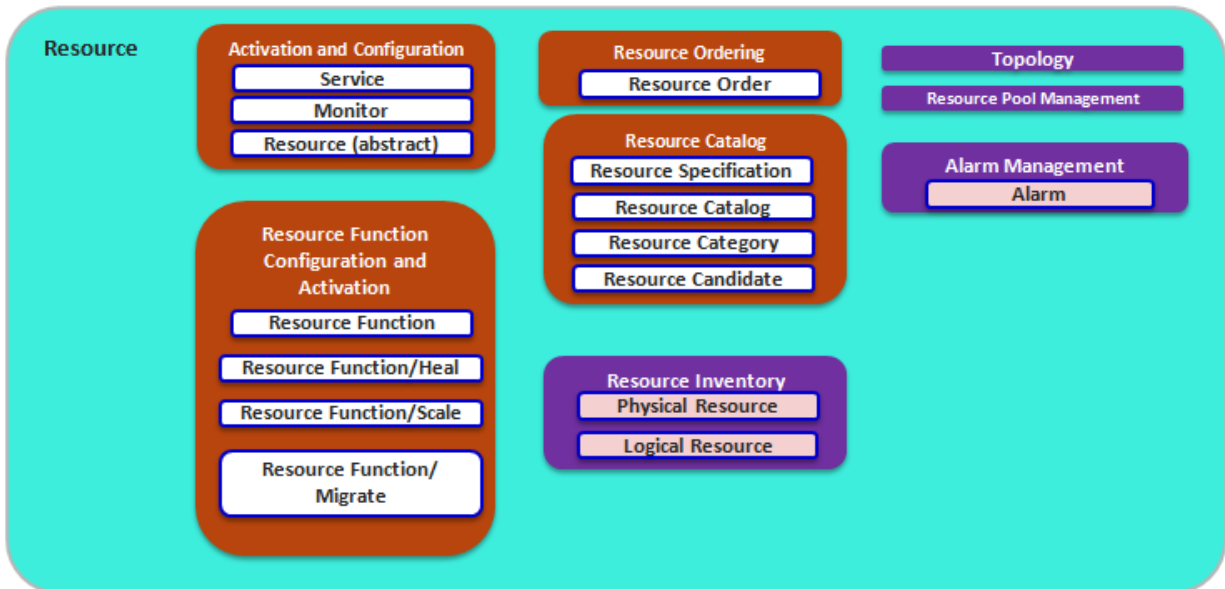 Resource
Activation and Configuration
Service
Monitor
Resource (abstract)
Resource Function
Configuration and
Activation
Resource Function
Resource Function/Heal
Resource Function/Scale
Resource Function/
Migrate
Resource Ordering
Resource Order
Resource Catalog
Resource Specification
Resource Catalog
Resource Category
Resource Candidate
Resource Inventory
Physical Resource
Logical Resource
Topology
Resource Pool Management
Alarm Management
Alarm